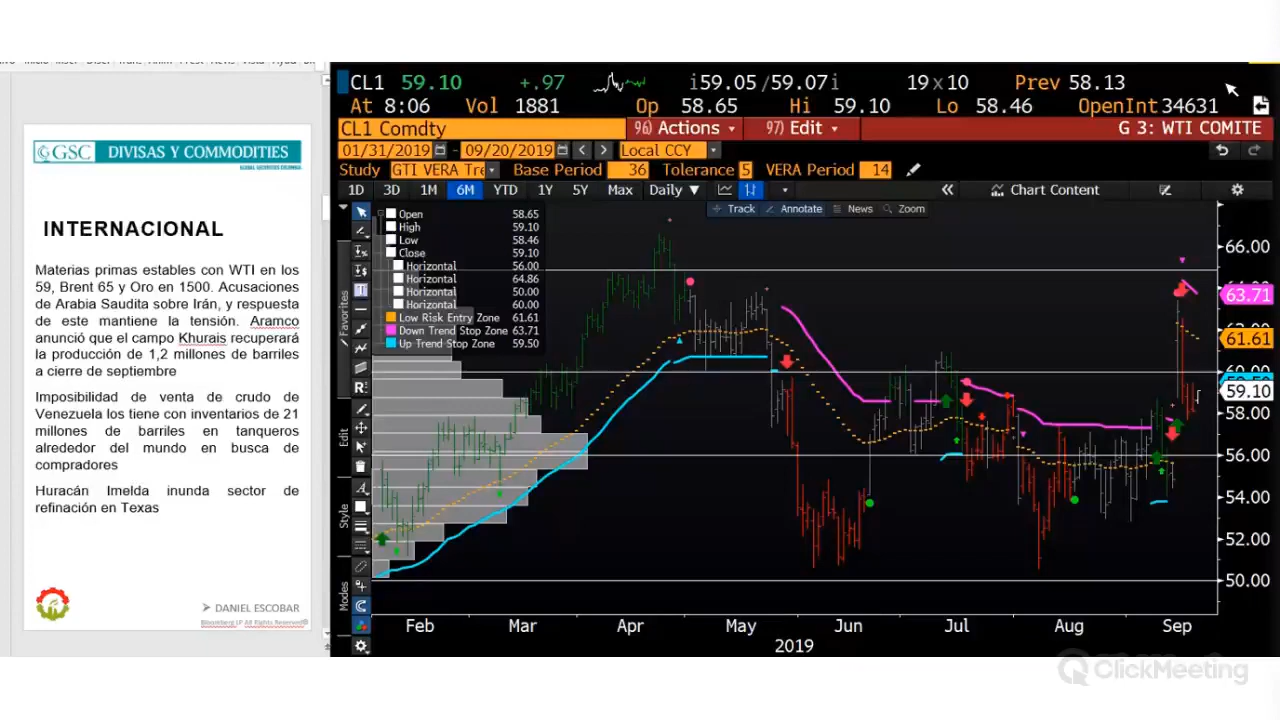 GSC DIVISAS Y COMMODITIES
INTERNACIONAL
Materias primas estables con WTI en los
59, Brent 65 y Oro en 1500. Acusaciones
de Arabia Saudita sobre Irán, y respuesta
de este mantiene la tensión. Aramco
anunció que el campo Khurais recuperará
la producción de 1,2 millones de barriles
a cierre de septiembre
Imposibilidad de venta de crudo de
Venezuela los tiene con inventarios de 21
millones de barriles en tanqueros
alrededor del mundo en busca de
compradores
Huracán Imelda inunda sector de
refinación en Texas
➢ DANIEL ESCOBAR
Bloomberg LP All Rights Reserved®
CL1 59.10 +.97 i59.05/59.07i 19x10 Prev 58.13
At 8:06 Vol 1881 Op 58.65 Hi 59.10 Lo 58.46 OpenInt 34631
CL1 Comdty 96) Actions 97) Edit G 3: WTI COMITE
01/31/2019 - 09/20/2019 Local CCY
Study GTI VERA Tre Base Period 36 Tolerance 5 VERA Period 14
1D 3D 1M 6M YTD 1Y 5Y Max Daily ▼ « Chart Content
Track Annotate News Zoom
Open 58.65
High 59.10
Low 58.46
Close 59.10
Horizontal 56.00
Horizontal 64.86
Horizontal 50.00
Horizontal 60.00
Low Risk Entry Zone 61.61
Down Trend Stop Zone 63.71
Up Trend Stop Zone 59.50
Favorites
Edit
Style
Modes
66.00
63.71
61.61
60.00
59.10
58.00
56.00
54.00
52.00
50.00
Feb Mar Apr May Jun Jul Aug Sep
2019
ClickMeeting